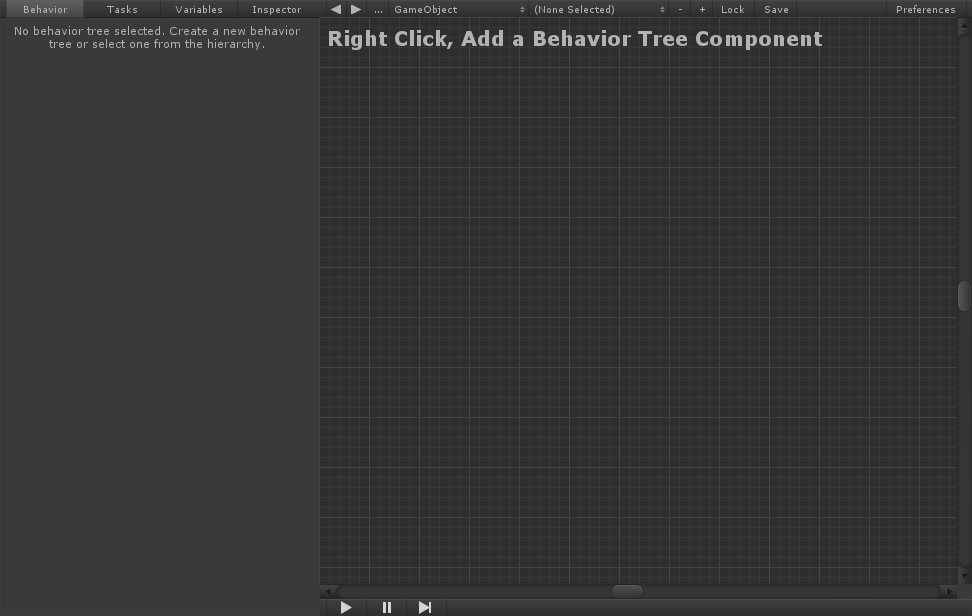 Behavior Tasks Variables Inspector ... GameObject (None Selected) - + Lock Save Preferences
No behavior tree selected. Create a new behavior
tree or select one from the hierarchy.
Right Click, Add a Behavior Tree Component